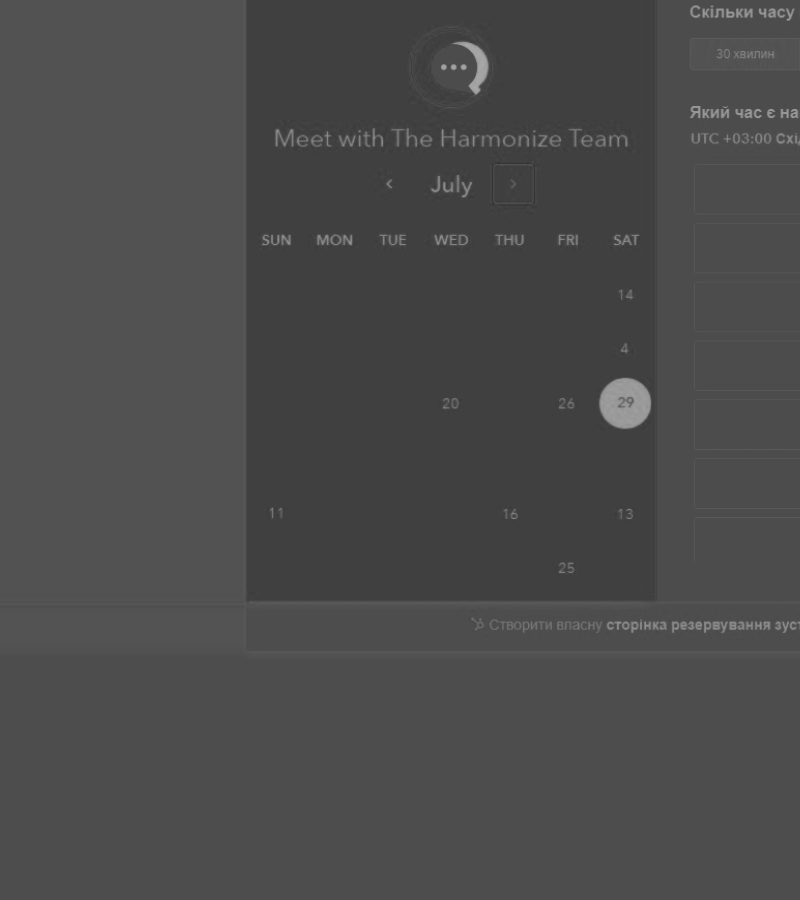 Скільки часу
30 хвилин
Meet with The Harmonize Team
Який час є на
UTC +03:00 Схі
July
SUN MON TUE WED THU FRI SAT
14
4
20 26 29
11 16 13
25
Створити власну сторінка резервування зуст